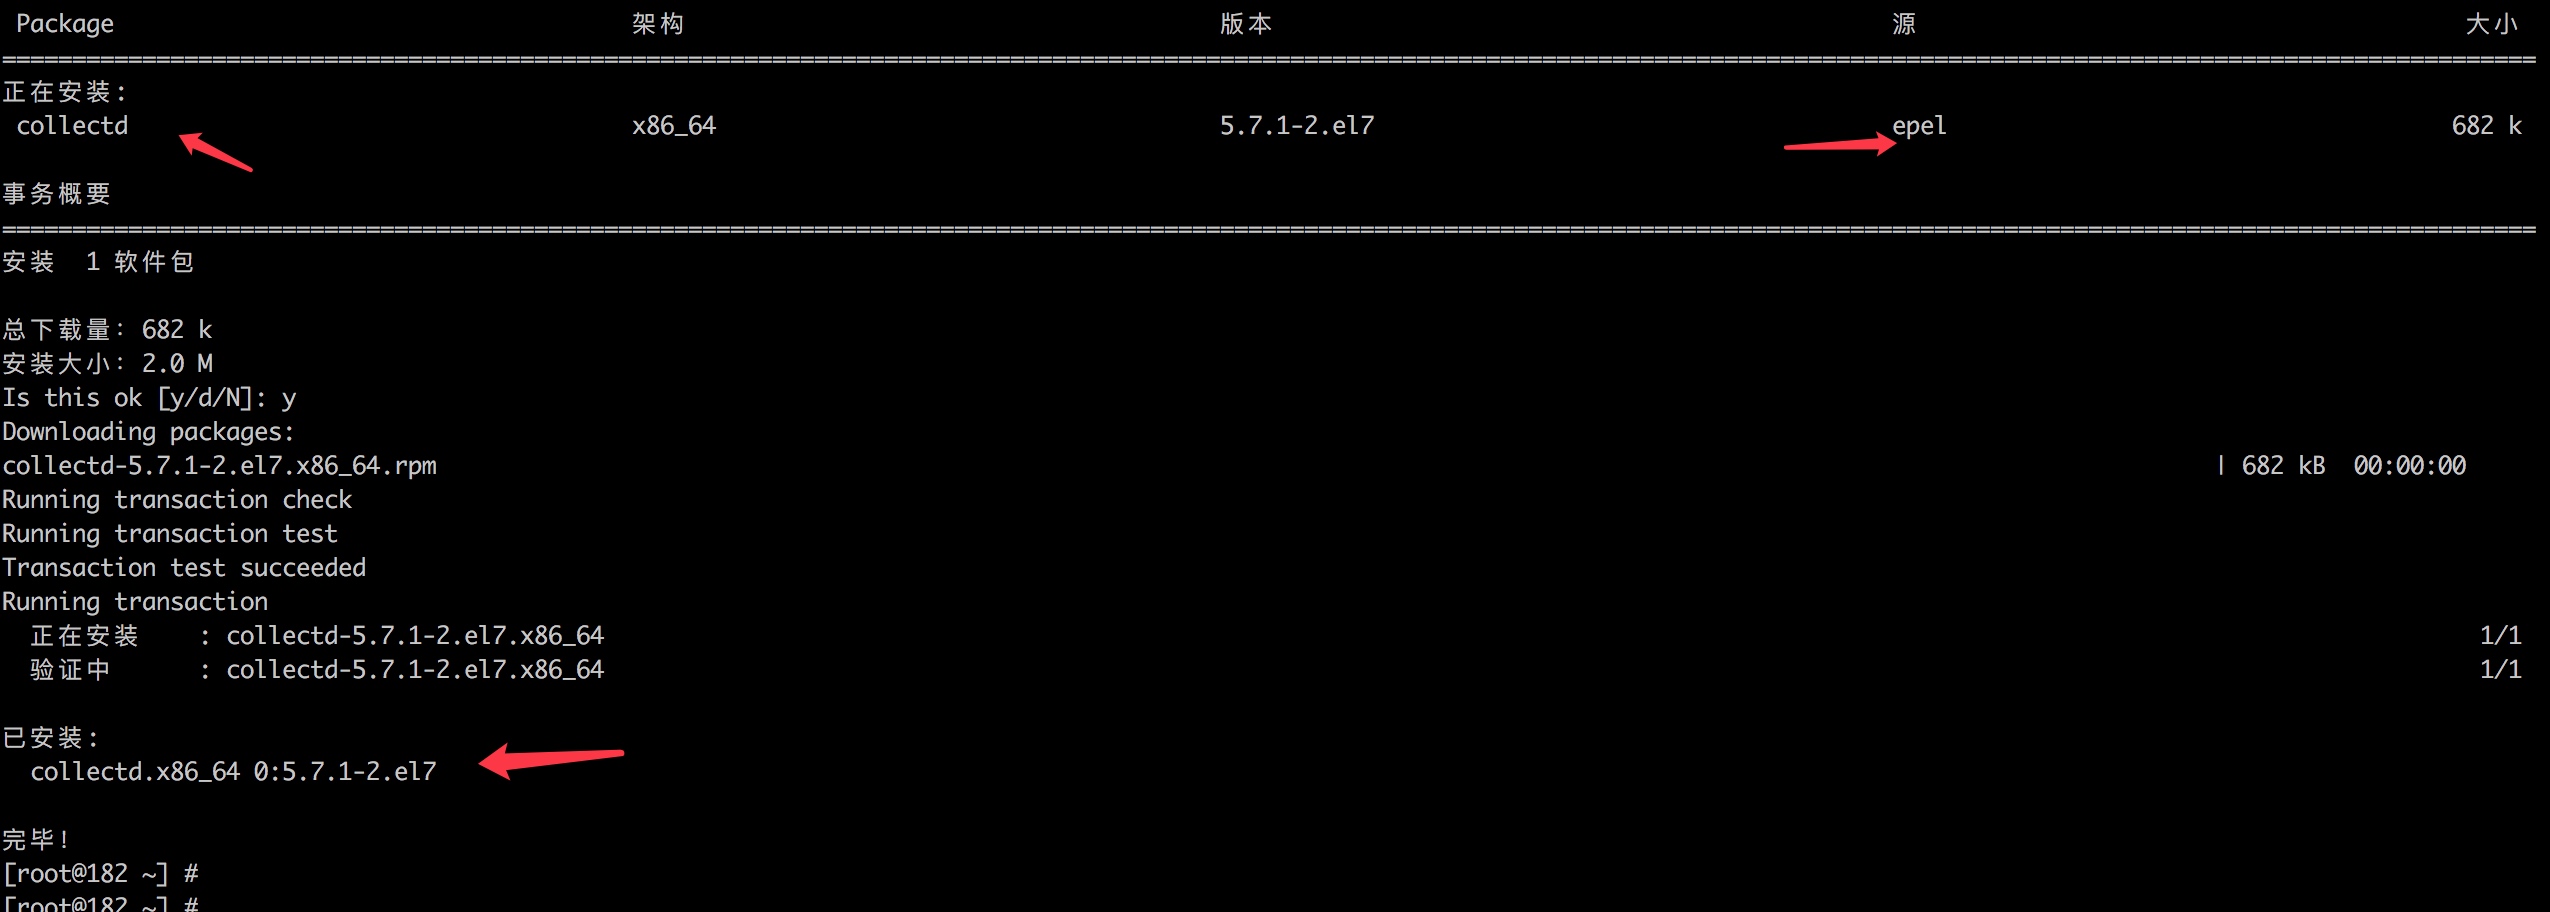 Package 架构 版本 源 大小
================================================================================
正在安装:
collectd x86_64 5.7.1-2.el7 epel 682 k
事务概要
================================================================================
安装 1 软件包
总下载量：682 k
安装大小：2.0 M
Is this ok [y/d/N]: y
Downloading packages:
collectd-5.7.1-2.el7.x86_64.rpm | 682 kB 00:00:00
Running transaction check
Running transaction test
Transaction test succeeded
Running transaction
正在安装 : collectd-5.7.1-2.el7.x86_64 1/1
验证中 : collectd-5.7.1-2.el7.x86_64 1/1
已安装:
collectd.x86_64 0:5.7.1-2.el7
完毕！
[root@182 ~] #
[root@182 ~] #